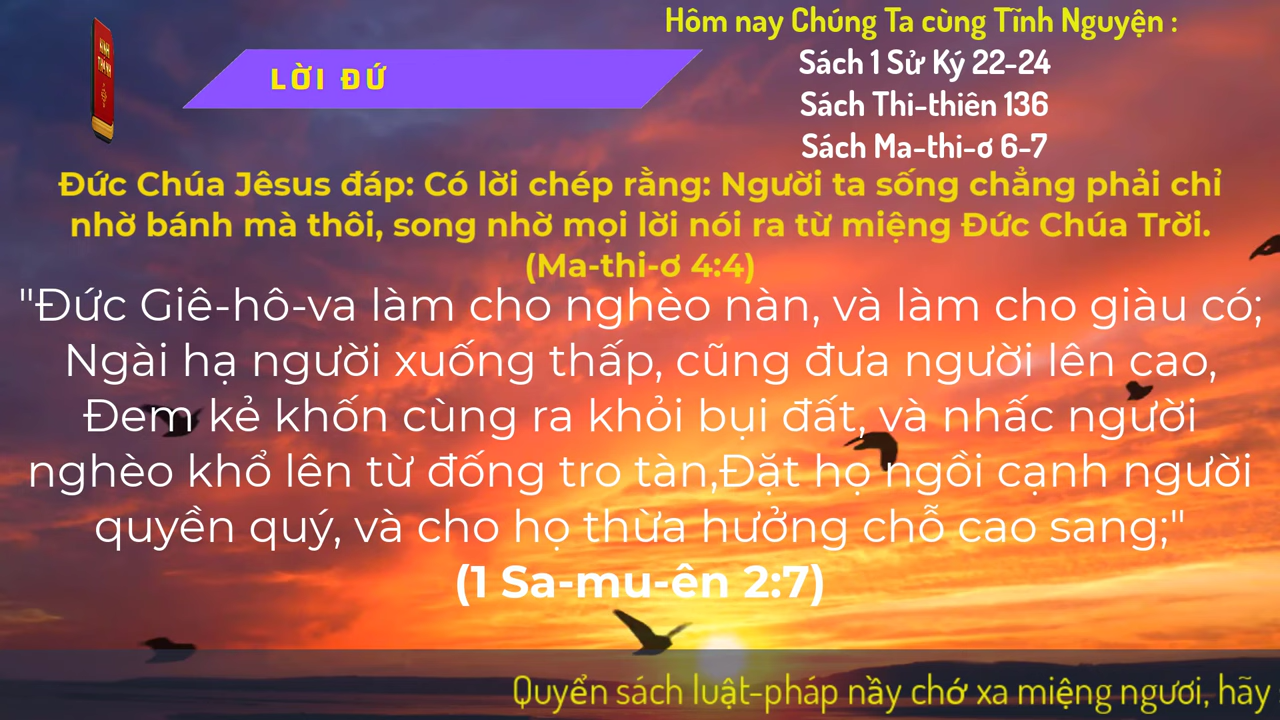 Hôm nay Chúng Ta cùng Tĩnh Nguyện :
KINH
THÁNH
LỜI ĐỨ
Sách 1 Sử Ký 22-24
Sách Thi-thiên 136
Sách Ma-thi-ơ 6-7
Đức Chúa Jêsus đáp: Có lời chép rằng: Người ta sống chẳng phải chỉ
nhờ bánh mà thôi, song nhờ mọi lời nói ra từ miệng Đức Chúa Trời.
(Ma-thi-ơ 4:4)
"Đức Giê-hô-va làm cho nghèo nàn, và làm cho giàu có;
Ngài hạ người xuống thấp, cũng đưa người lên cao,
Đem kẻ khốn cùng ra khỏi bụi đất, và nhấc người
nghèo khổ lên từ đống tro tàn,Đặt họ ngồi cạnh người
quyền quý, và cho họ thừa hưởng chỗ cao sang;"
(1 Sa-mu-ên 2:7)
Quyển sách luật-pháp nầy chớ xa miệng ngươi, hãy